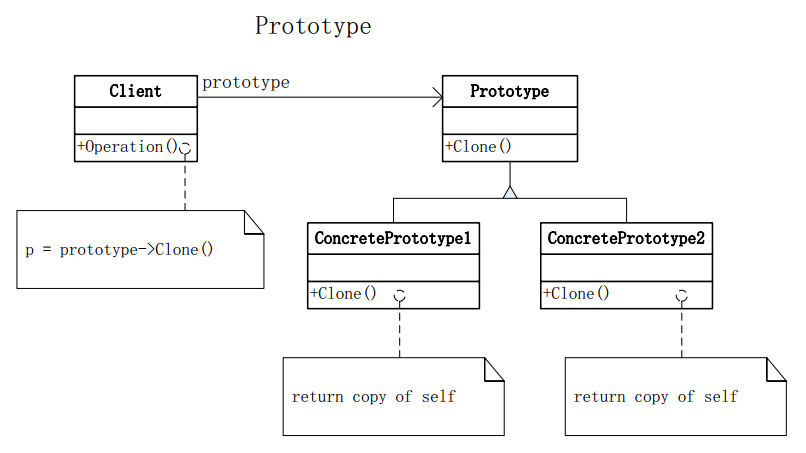 Prototype
Client
prototype
Prototype
+Operation()
+Clone()
p = prototype->Clone()
ConcretePrototype1
ConcretePrototype2
+Clone()
+Clone()
return copy of self
return copy of self